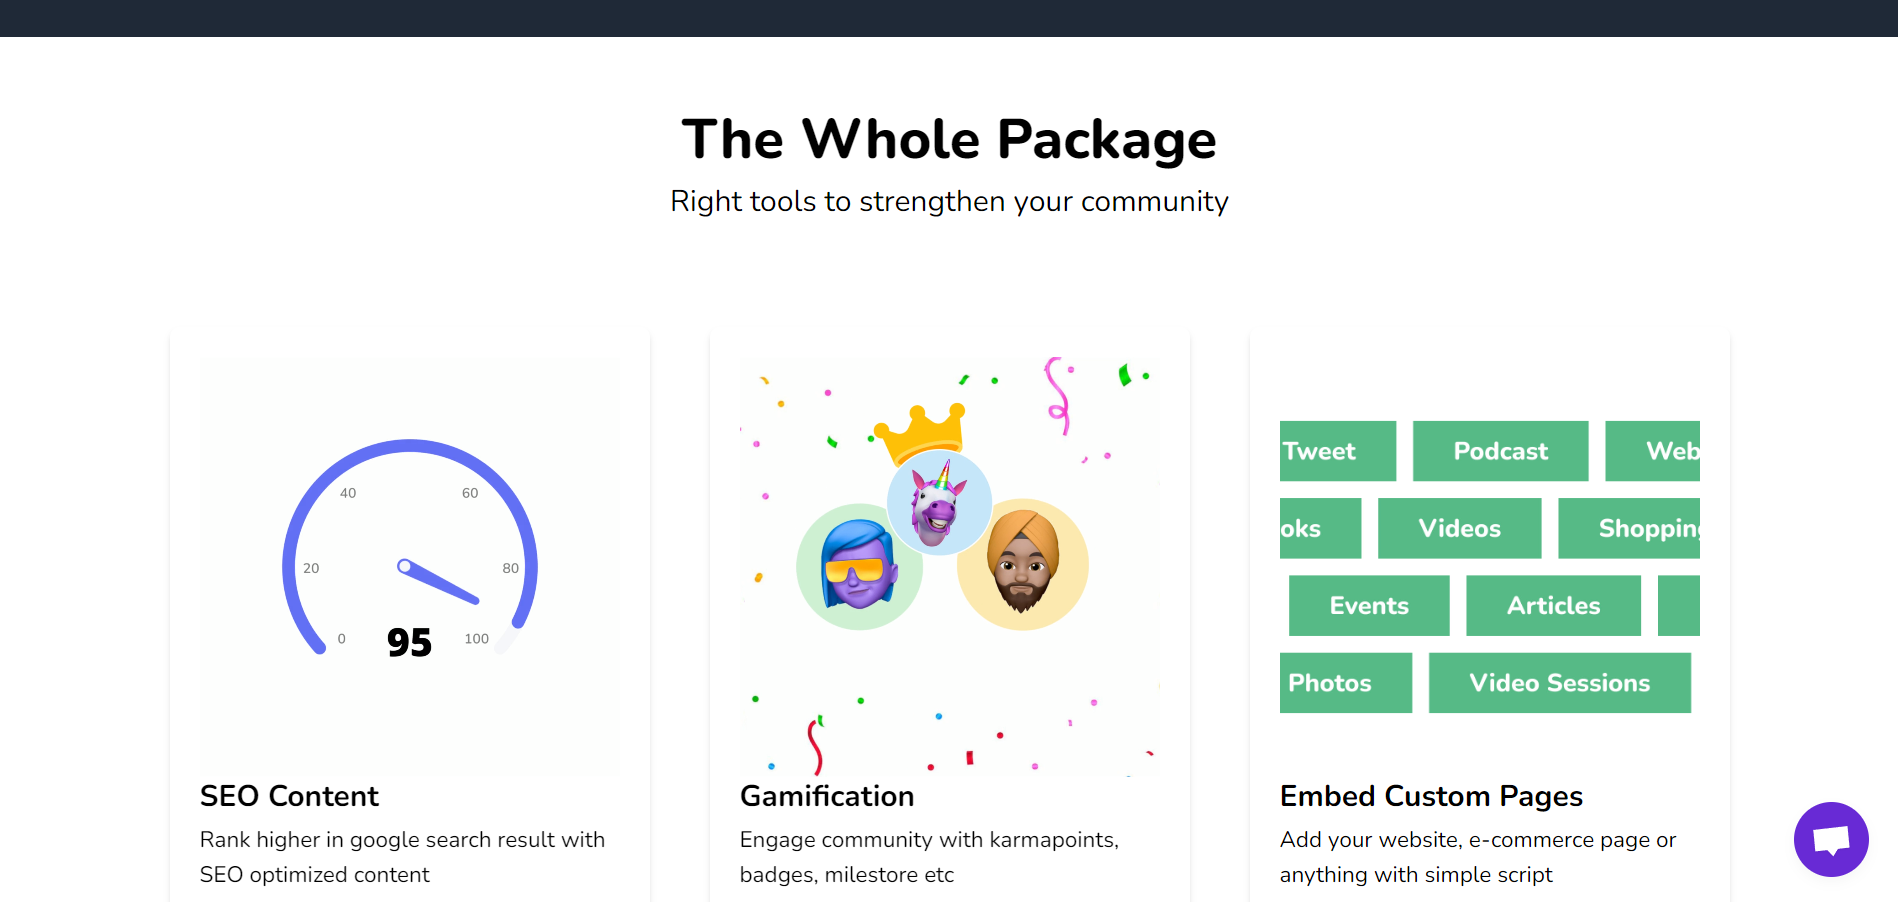 The Whole Package
Right tools to strengthen your community
40
60
20
80
0
95
100
SEO Content
Rank higher in google search result with
SEO optimized content
Gamification
Engage community with karmapoints,
badges, milestore etc
Tweet
Podcast
Web
oks
Videos
Shopping
Events
Articles
Photos
Video Sessions
Embed Custom Pages
Add your website, e-commerce page or
anything with simple script